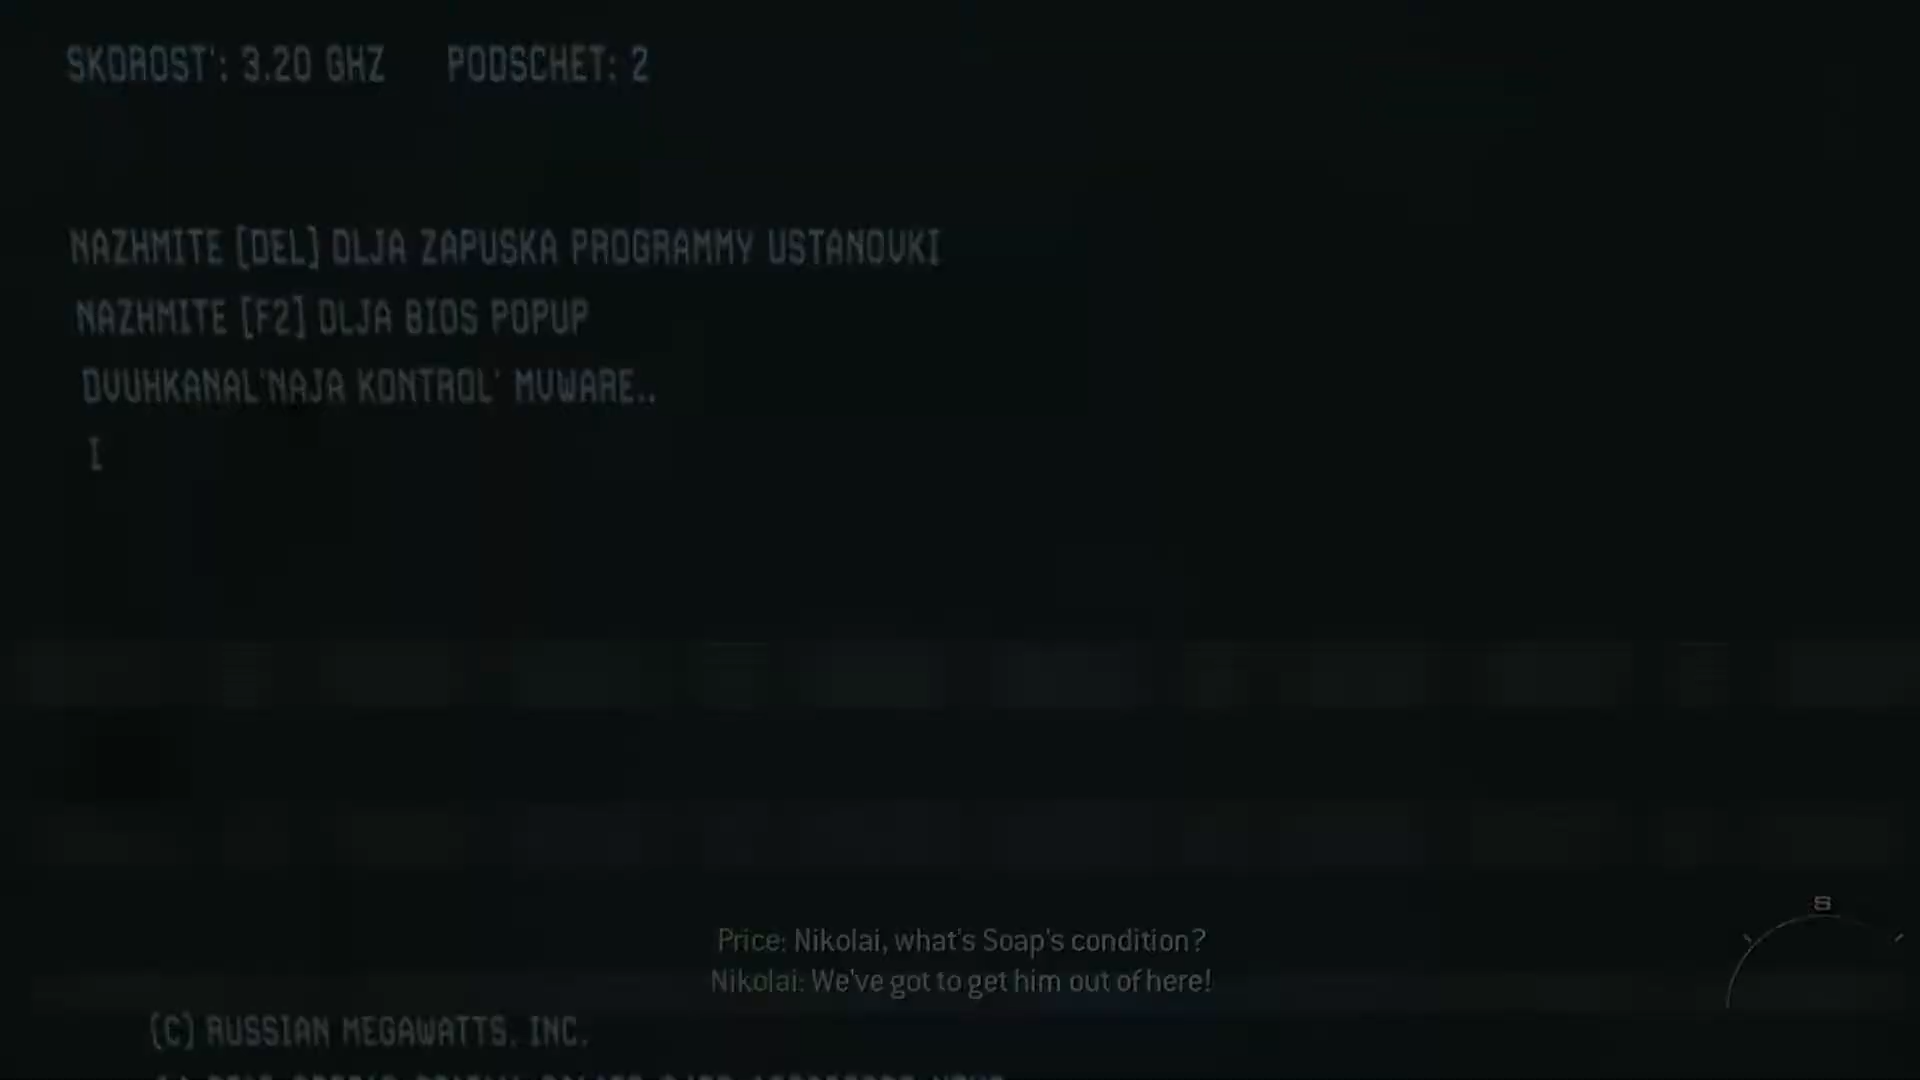 SKOROST': 3.20 GHZ PODSCHET: 2
NAZHMITE [DEL] DLJA ZAPUSKA PROGRAMMY USTANOVKI
NAZHMITE [F2] DLJA BIOS POPUP
DVUHKANAL'NAJA KONTROL' MVWARE..
I
S
Price: Nikolai, what's Soap's condition?
Nikolai: We've got to get him out of here!
(C) RUSSIAN MEGAWATTS, INC.